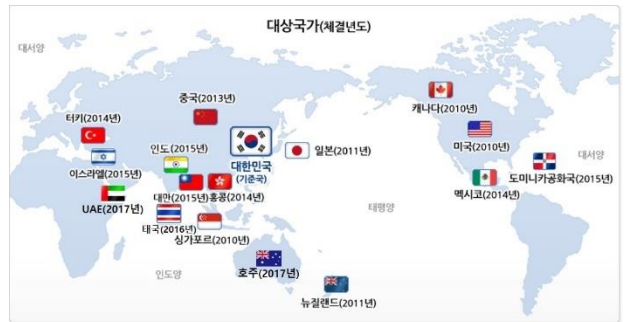 대상국가(체결년도)
대서양
중국(2013년)
캐나다(2010년)
터키(2014년)
인도(2015년)
대한민국
(기준국)
일본(2011년)
미국(2010년)
대서양
이스라엘(2015년)
도미니카공화국(2015년)
대만(2015년)
홍콩(2014년)
멕시코(2014년)
UAE(2017년)
태평양
태국(2016년)
싱가포르(2010년)
인도양
호주(2017년)
뉴질랜드(2011년)